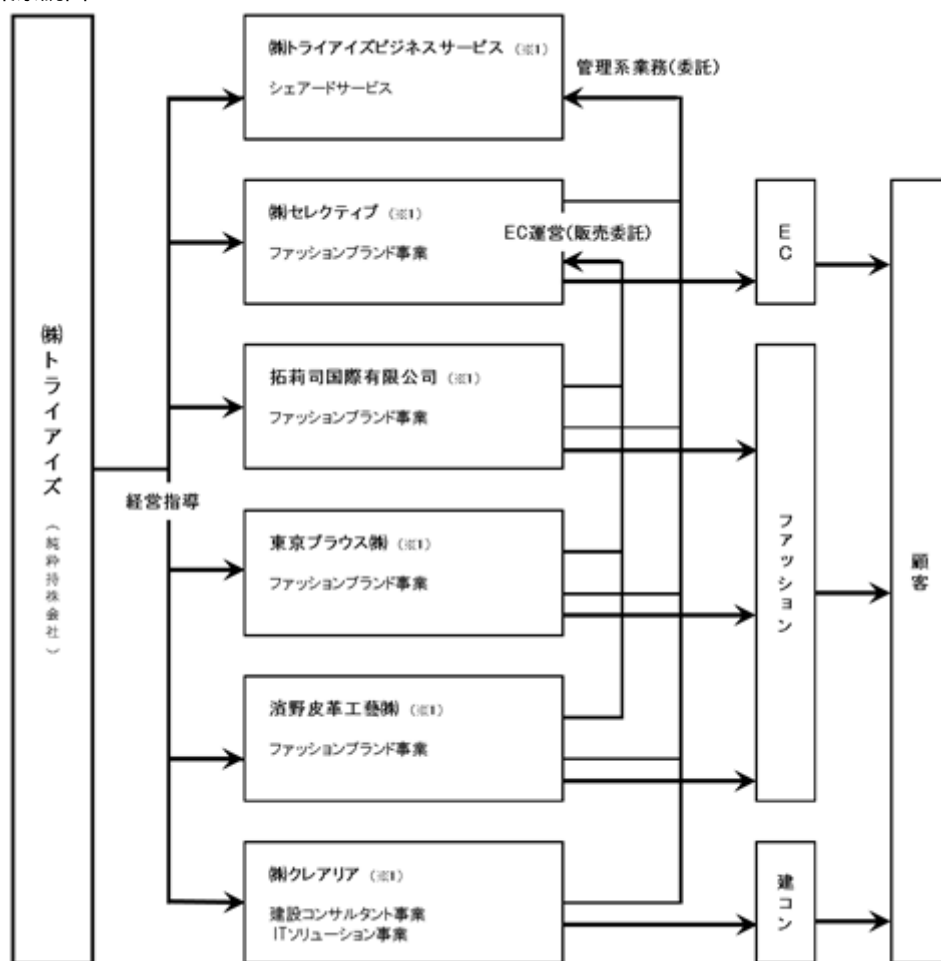 ㈱トライアイズ（純粋持株会社）
経営指導
㈱トライアイズビジネスサービス（※1）
シェアードサービス
管理系業務(委託)
㈱セレクティブ（※1）
ファッションブランド事業
EC運営(販売委託)
拓莉司国際有限公司（※1）
ファッションブランド事業
東京ブラウス㈱（※1）
ファッションブランド事業
濱野皮革工藝㈱（※1）
ファッションブランド事業
㈱クレアリア（※1）
建設コンサルタント事業
ITソリューション事業
EC
ファッション
建コン
顧客